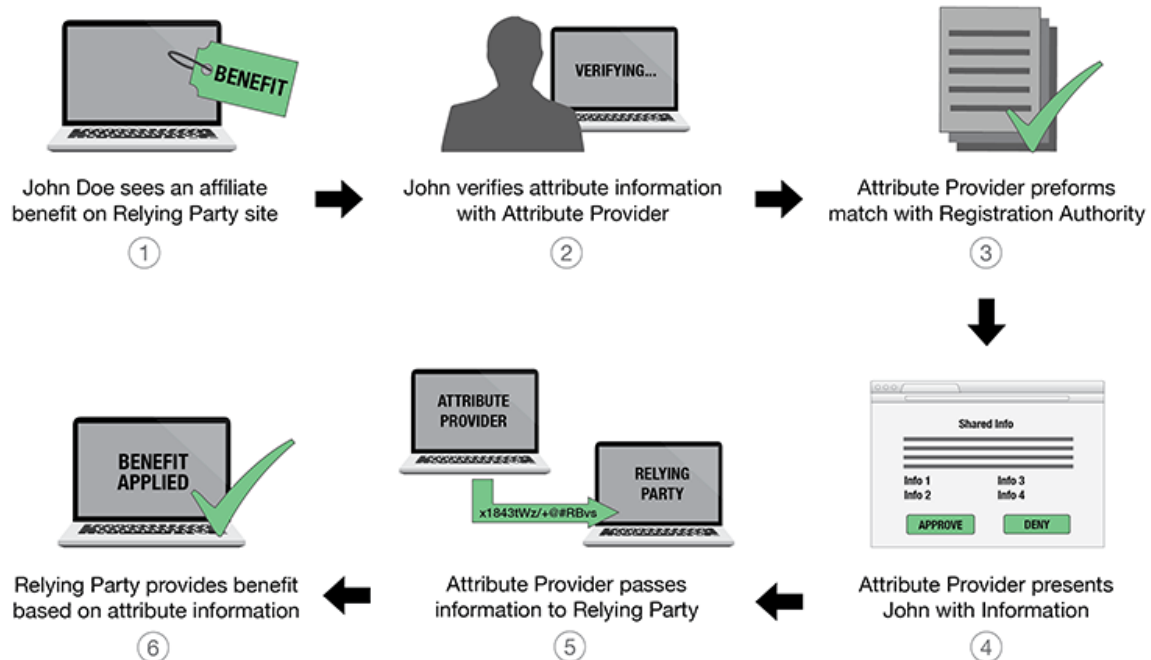 BENEFIT
John Doe sees an affiliate
benefit on Relying Party site
1
VERIFYING...
John verifies attribute information
with Attribute Provider
2
Attribute Provider preforms
match with Registration Authority
3
Shared Info
Info 1 Info 3
Info 2 Info 4
APPROVE DENY
Attribute Provider presents
John with Information
4
ATTRIBUTE
PROVIDER
RELYING
PARTY
x1843tWz/+@#RBvs
Attribute Provider passes
information to Relying Party
5
BENEFIT
APPLIED
Relying Party provides benefit
based on attribute information
6